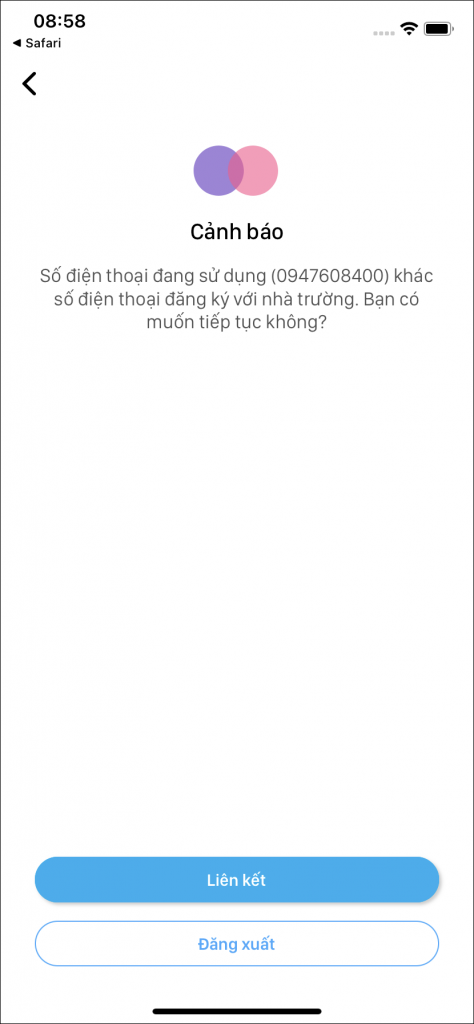 08:58
◀ Safari
Cảnh báo
Số điện thoại đang sử dụng (0947608400) khác
số điện thoại đăng ký với nhà trường. Bạn có
muốn tiếp tục không?
Liên kết
Đăng xuất